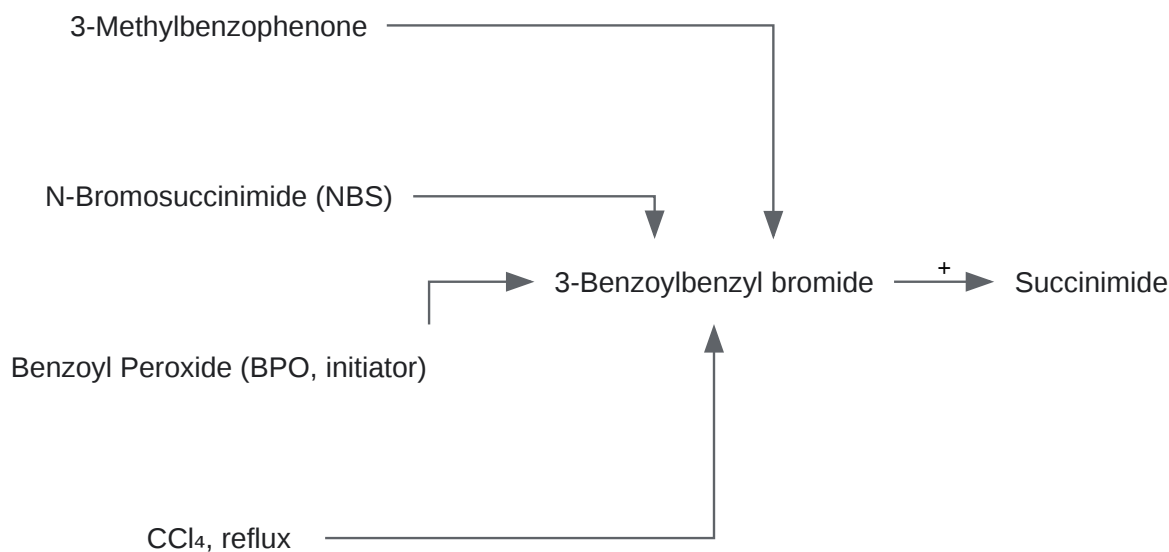 3-Methylbenzophenone
N-Bromosuccinimide (NBS)
+
3-Benzoylbenzyl bromide
Succinimide
Benzoyl Peroxide (BPO, initiator)
CCl₄, reflux